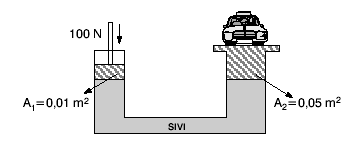 100 N
A₁=0,01 m²
A₂=0,05 m²
SIVI